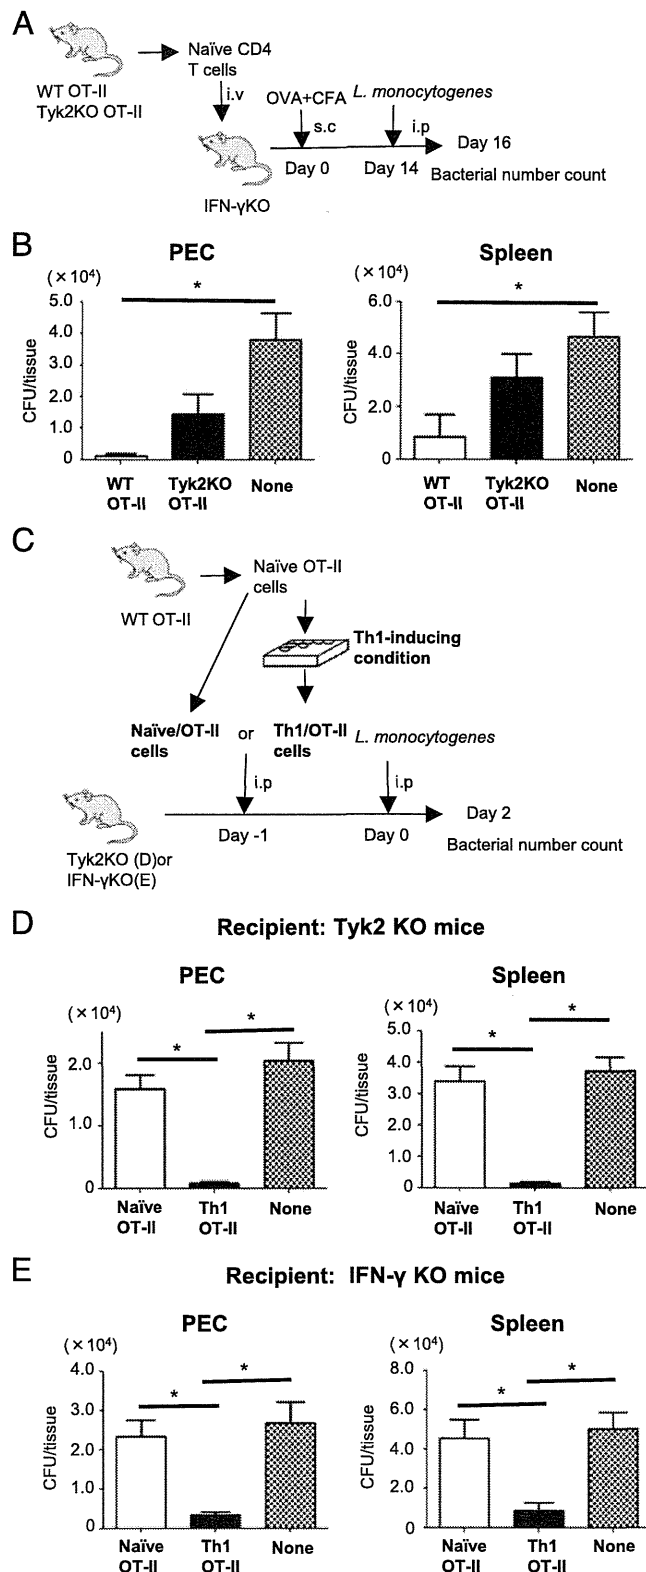 A
WT OT-II
Tyk2KO OT-II
Naïve CD4
T cells
i.v
IFN-γKO
OVA+CFA
s.c
L. monocytogenes
i.p
Day 0
Day 14
Day 16
Bacterial number count
B
PEC
(×10⁴)
CFU/tissue
5.0
4.0
3.0
2.0
1.0
0
*
WT
OT-II
Tyk2KO
OT-II
None
Spleen
(×10⁴)
CFU/tissue
6.0
4.0
2.0
0
*
WT
OT-II
Tyk2KO
OT-II
None
C
WT OT-II
Naïve OT-II
cells
Th1-inducing
condition
Naïve/OT-II
cells
or
Th1/OT-II
cells
L. monocytogenes
i.p
i.p
Day -1
Day 0
Day 2
Bacterial number count
Tyk2KO (D)or
IFN-γKO(E)
D
Recipient: Tyk2 KO mice
PEC
(×10⁴)
CFU/tissue
2.0
1.0
0
*
*
Naïve
OT-II
Th1
OT-II
None
Spleen
(×10⁴)
CFU/tissue
5.0
4.0
3.0
2.0
1.0
0
*
*
Naïve
OT-II
Th1
OT-II
None
E
Recipient: IFN-γ KO mice
PEC
(×10⁴)
CFU/tissue
4.0
3.0
2.0
1.0
0
*
*
Naïve
OT-II
Th1
OT-II
None
Spleen
(×10⁴)
CFU/tissue
8.0
6.0
4.0
2.0
0
*
*
Naïve
OT-II
Th1
OT-II
None